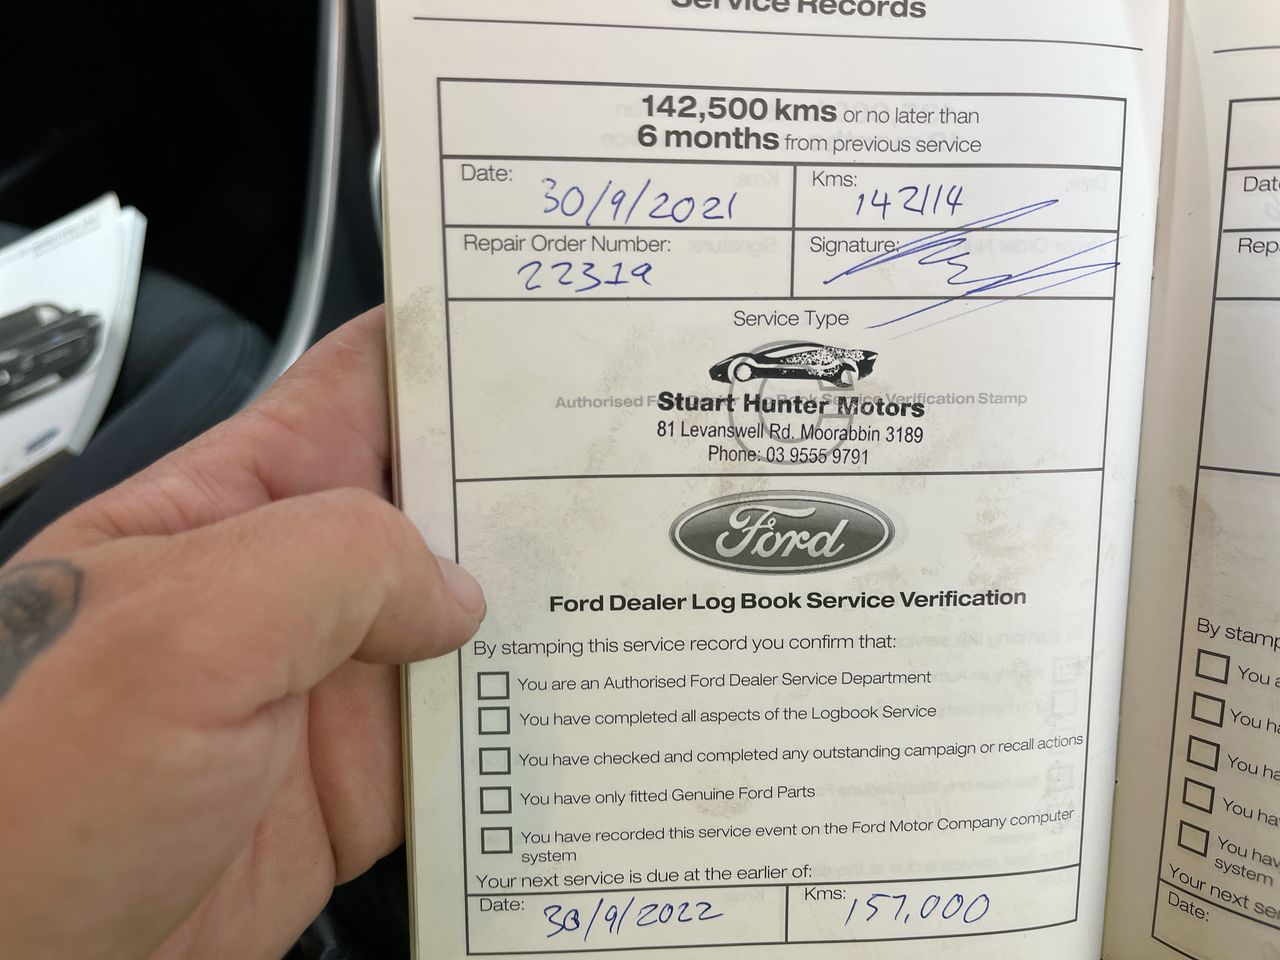 Service Records
142,500 kms or no later than
6 months from previous service
Date: 30/9/2021
Kms: 142114
Repair Order Number: 22319
Signature:
Service Type
C
Authorised Service Verification Stamp
Stuart Hunter Motors
81 Levanswell Rd. Moorabbin 3189
Phone: 03 9555 9791
Ford
Ford Dealer Log Book Service Verification
By stamping this service record you confirm that:
You are an Authorised Ford Dealer Service Department
You have completed all aspects of the Logbook Service
You have checked and completed any outstanding campaign or recall actions
You have only fitted Genuine Ford Parts
You have recorded this service event on the Ford Motor Company computer
system
Your next service is due at the earlier of:
Date: 30/9/2022
Kms: 157,000
Date
Rep
By stamp
You a
You ha
You ha
You ha
You hav
system
Your next ser
Date: